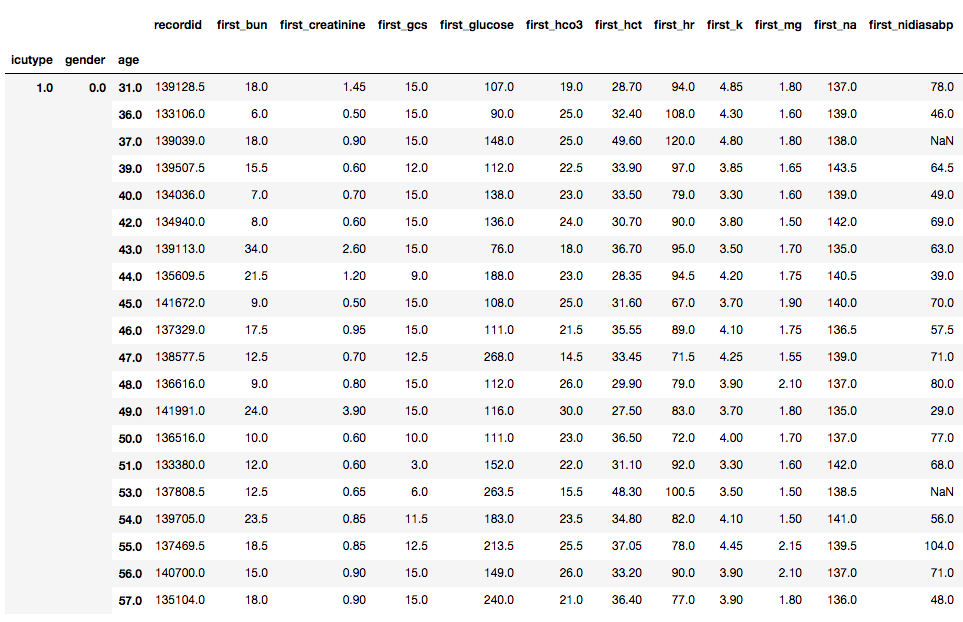 recordid first_bun first_creatinine first_gcs first_glucose first_hco3 first_hct first_hr first_k first_mg first_na first_nidiasabp
icutype gender age
1.0 0.0 31.0 139128.5 18.0 1.45 15.0 107.0 19.0 28.70 94.0 4.85 1.80 137.0 78.0
36.0 133106.0 6.0 0.50 15.0 90.0 25.0 32.40 108.0 4.30 1.60 139.0 46.0
37.0 139039.0 18.0 0.90 15.0 148.0 25.0 49.60 120.0 4.80 1.80 138.0 NaN
39.0 139507.5 15.5 0.60 12.0 112.0 22.5 33.90 97.0 3.85 1.65 143.5 64.5
40.0 134036.0 7.0 0.70 15.0 138.0 23.0 33.50 79.0 3.30 1.60 139.0 49.0
42.0 134940.0 8.0 0.60 15.0 136.0 24.0 30.70 90.0 3.80 1.50 142.0 69.0
43.0 139113.0 34.0 2.60 15.0 76.0 18.0 36.70 95.0 3.50 1.70 135.0 63.0
44.0 135609.5 21.5 1.20 9.0 188.0 23.0 28.35 94.5 4.20 1.75 140.5 39.0
45.0 141672.0 9.0 0.50 15.0 108.0 25.0 31.60 67.0 3.70 1.90 140.0 70.0
46.0 137329.0 17.5 0.95 15.0 111.0 21.5 35.55 89.0 4.10 1.75 136.5 57.5
47.0 138577.5 12.5 0.70 12.5 268.0 14.5 33.45 71.5 4.25 1.55 139.0 71.0
48.0 136616.0 9.0 0.80 15.0 112.0 26.0 29.90 79.0 3.90 2.10 137.0 80.0
49.0 141991.0 24.0 3.90 15.0 116.0 30.0 27.50 83.0 3.70 1.80 135.0 29.0
50.0 136516.0 10.0 0.60 10.0 111.0 23.0 36.50 72.0 4.00 1.70 137.0 77.0
51.0 133380.0 12.0 0.60 3.0 152.0 22.0 31.10 92.0 3.30 1.60 142.0 68.0
53.0 137808.5 12.5 0.65 6.0 263.5 15.5 48.30 100.5 3.50 1.50 138.5 NaN
54.0 139705.0 23.5 0.85 11.5 183.0 23.5 34.80 82.0 4.10 1.50 141.0 56.0
55.0 137469.5 18.5 0.85 12.5 213.5 25.5 37.05 78.0 4.45 2.15 139.5 104.0
56.0 140700.0 15.0 0.90 15.0 149.0 26.0 33.20 90.0 3.90 2.10 137.0 71.0
57.0 135104.0 18.0 0.90 15.0 240.0 21.0 36.40 77.0 3.90 1.80 136.0 48.0